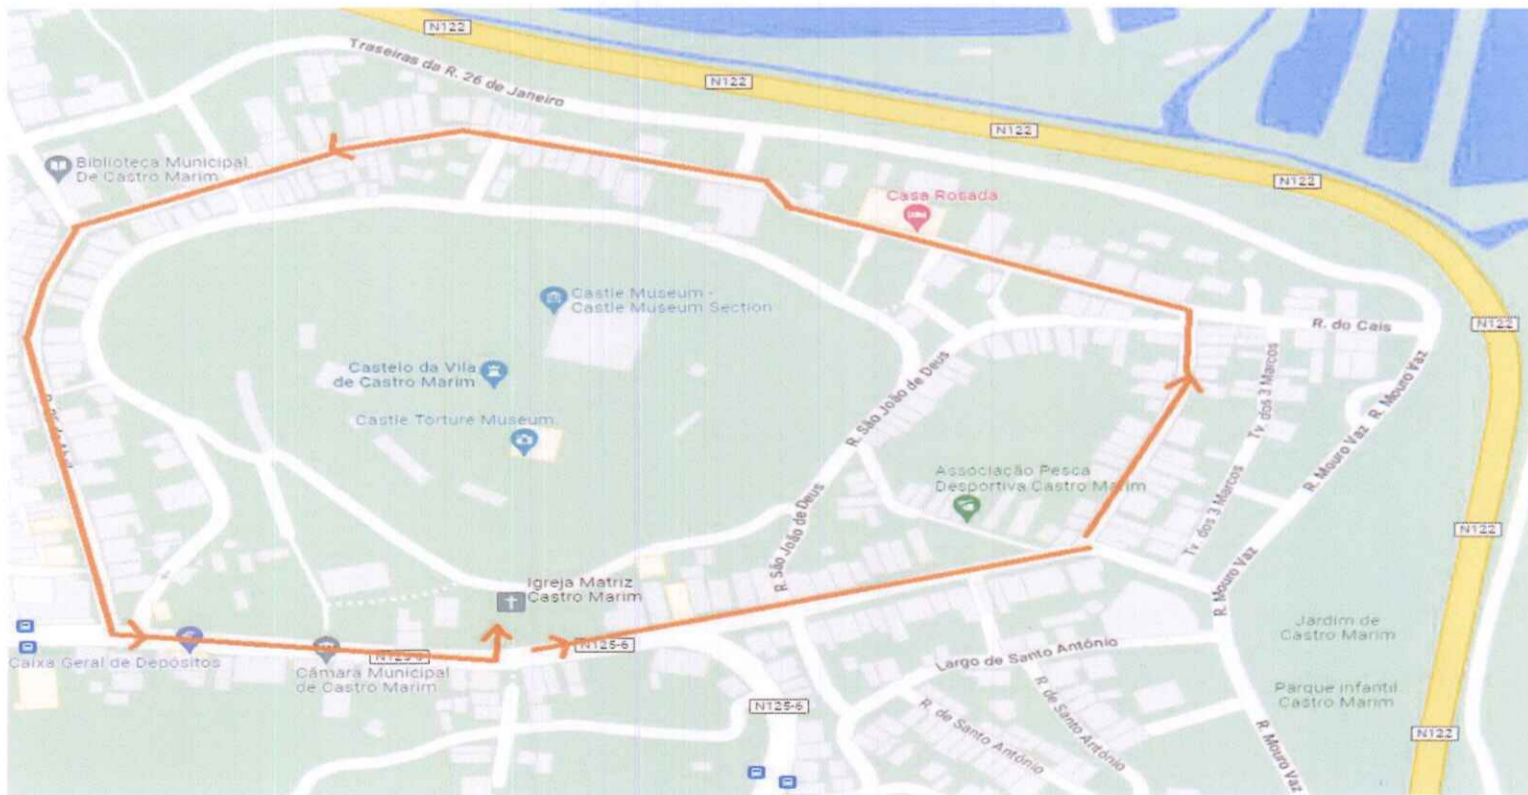 N122
Traseiras da R. 26 de Janeiro
N122
N122
Biblioteca Municipal
De Castro Marim
N122
Casa Rosada
Castle Museum -
Castle Museum Section
R. do Cais
N122
Castelo da Vila
de Castro Marim
R. São João de Deus
Tv. dos 3 Marcos
R. Mouro Vaz
Castle Torture Museum
R. Mouro Vaz
Associação Pesca
Desportiva Castro Marim
Tv. dos 3 Marcos
N122
R. São João de Deus
Igreja Matriz
Castro Marim
R. Mouro Vaz
Jardim de
Castro Marim
Caixa Geral de Depósitos
N125-6
Câmara Municipal
de Castro Marim
Largo de Santo António
R. de Santo António
Parque infantil
Castro Marim
N125-6
R. de Santo António
R. Mouro Vaz
N122